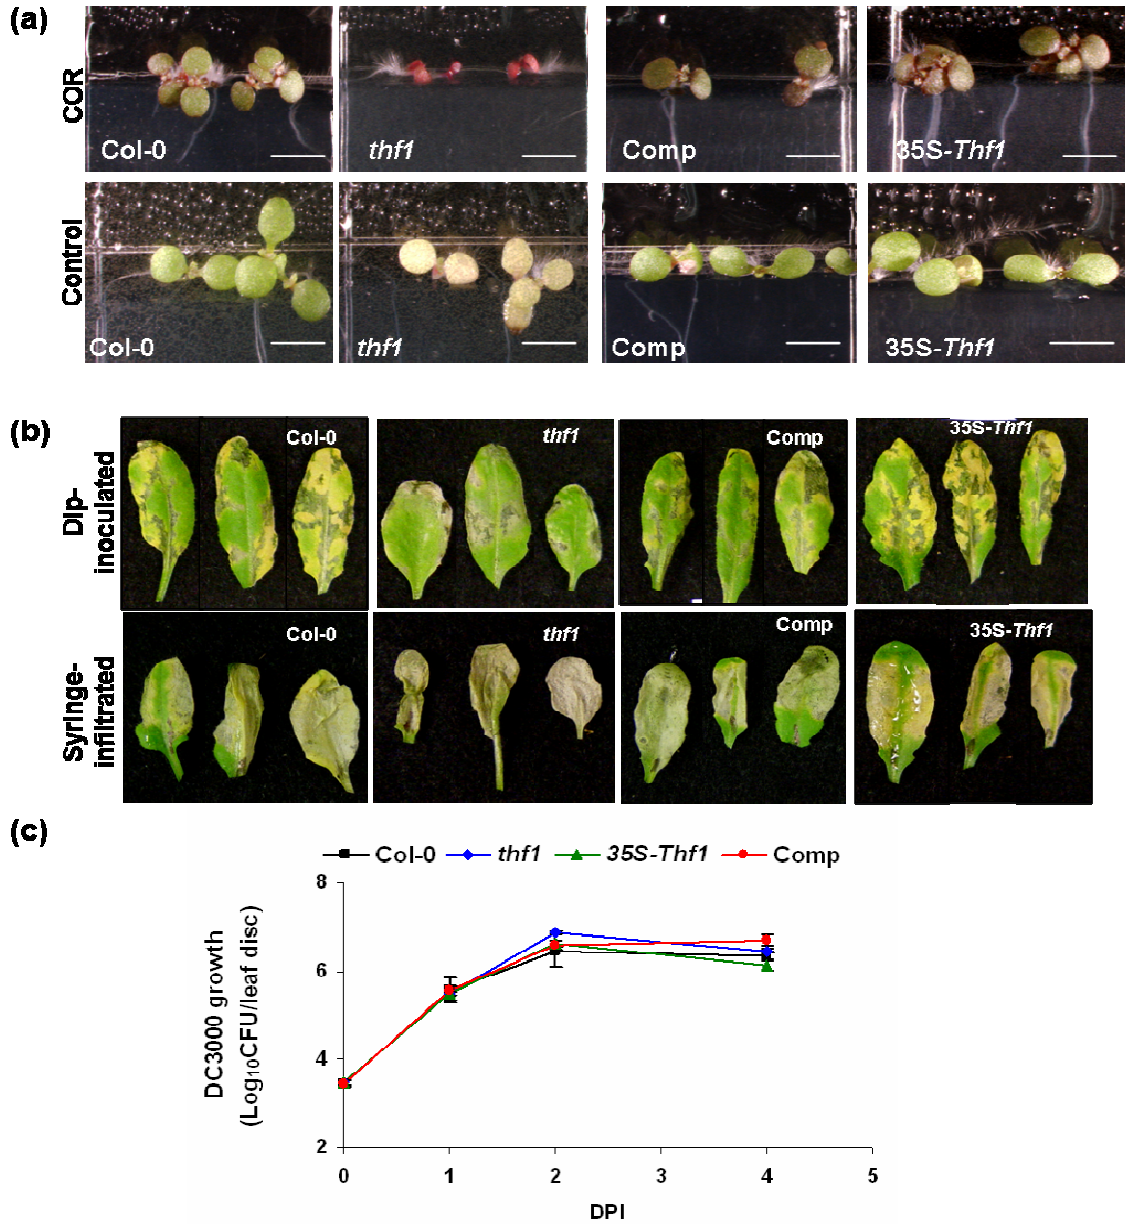 (a)
COR
Col-0
thf1
Comp
35S-Thf1
Control
Col-0
thf1
Comp
35S-Thf1
(b)
Dip-
inoculated
Col-0
thf1
Comp
35S-Thf1
Syringe-
infiltrated
Col-0
thf1
Comp
35S-Thf1
(c)
Col-0 thf1 35S-Thf1 Comp
DC3000 growth
(Log₁₀CFU/leaf disc)
8
6
4
2
0 1 2 3 4 5
DPI